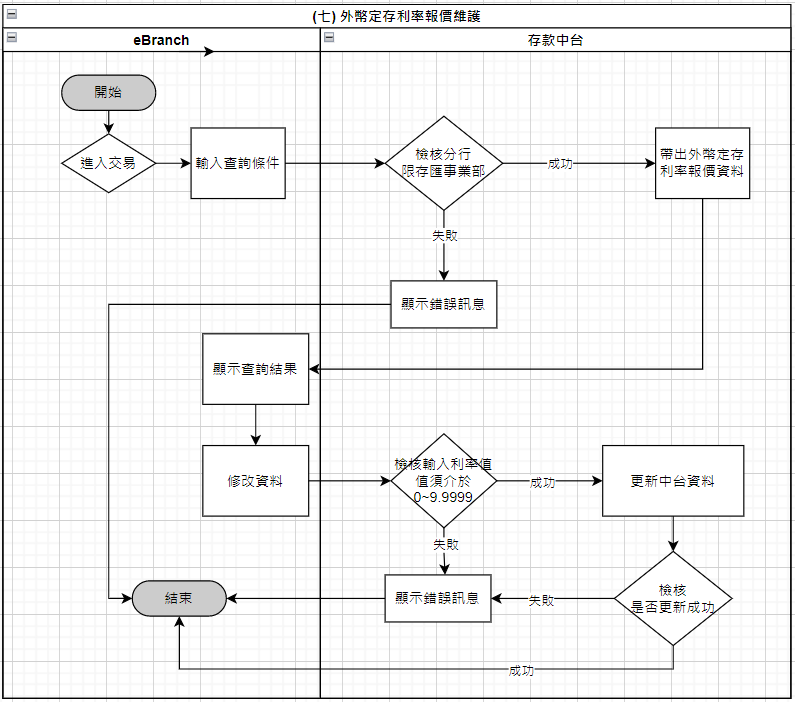 (七) 外幣定存利率報價維護
eBranch
存款中台
開始
進入交易
輸入查詢條件
檢核分行
限存匯事業部
成功
帶出外幣定存
利率報價資料
失敗
顯示錯誤訊息
顯示查詢結果
修改資料
檢核輸入利率值
值須介於
0~9.9999
成功
更新中台資料
失敗
檢核
是否更新成功
失敗
顯示錯誤訊息
結束
成功